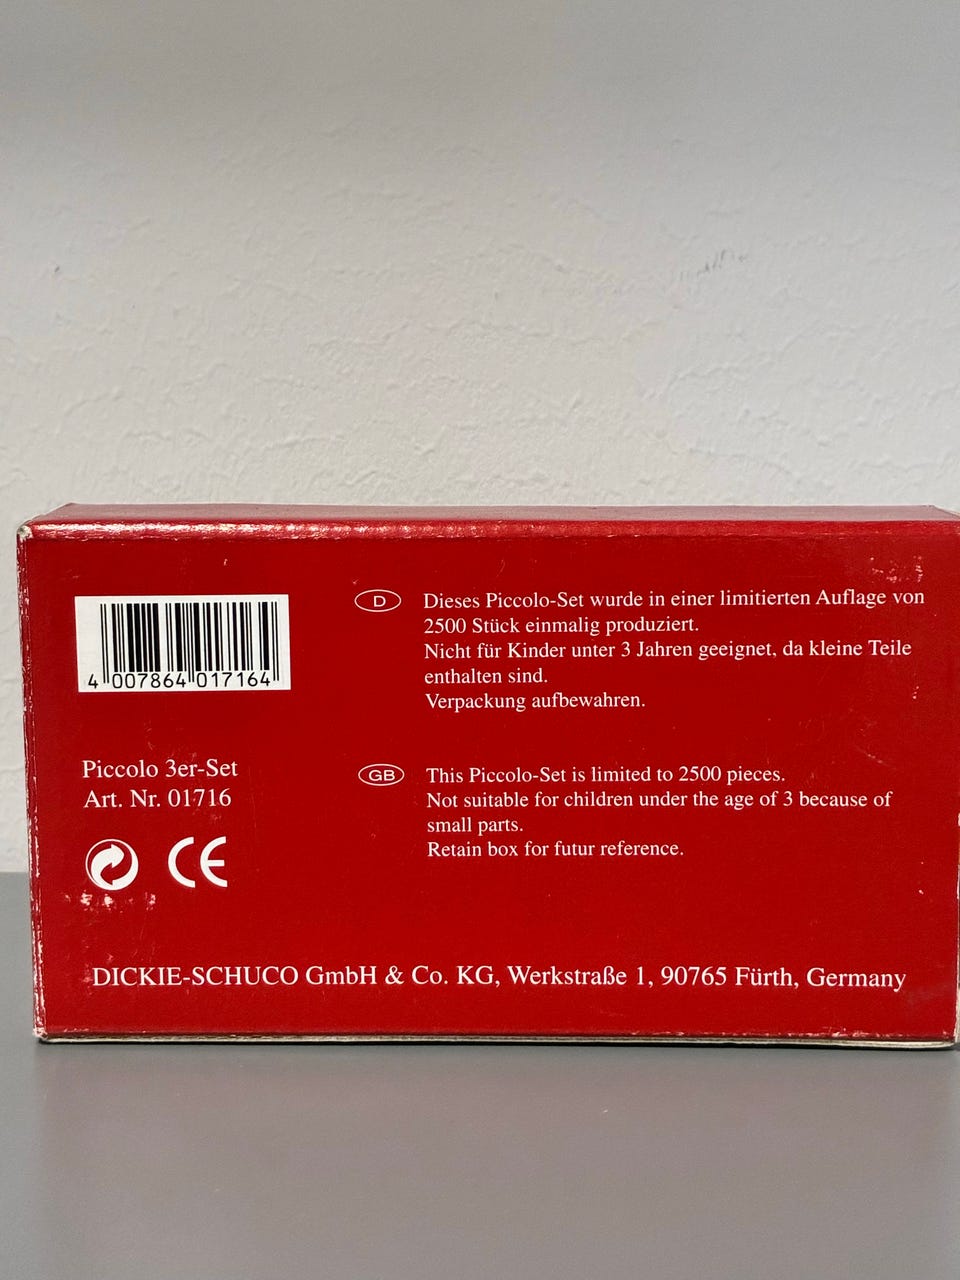 4 007864 017164
Piccolo 3er-Set
Art. Nr. 01716
CE
D
Dieses Piccolo-Set wurde in einer limitierten Auflage von
2500 Stück einmalig produziert.
Nicht für Kinder unter 3 Jahren geeignet, da kleine Teile
enthalten sind.
Verpackung aufbewahren.
GB
This Piccolo-Set is limited to 2500 pieces.
Not suitable for children under the age of 3 because of
small parts.
Retain box for futur reference.
DICKIE-SCHUCO GmbH & Co. KG, Werkstraße 1, 90765 Fürth, Germany